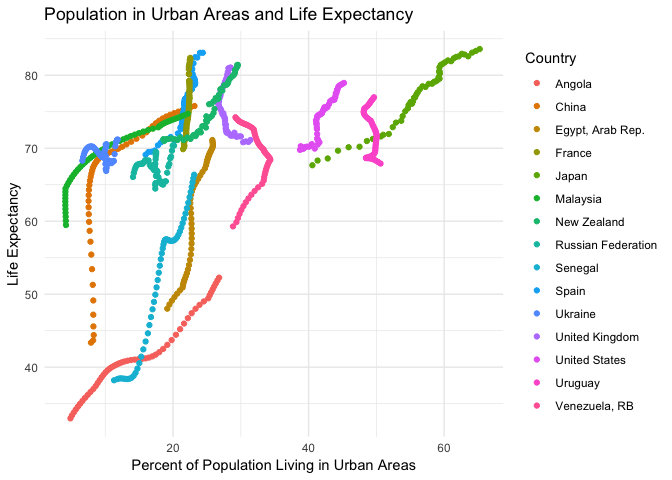 Population in Urban Areas and Life Expectancy
Life Expectancy
80
70
60
50
40
20
40
60
Percent of Population Living in Urban Areas
Country
Angola
China
Egypt, Arab Rep.
France
Japan
Malaysia
New Zealand
Russian Federation
Senegal
Spain
Ukraine
United Kingdom
United States
Uruguay
Venezuela, RB